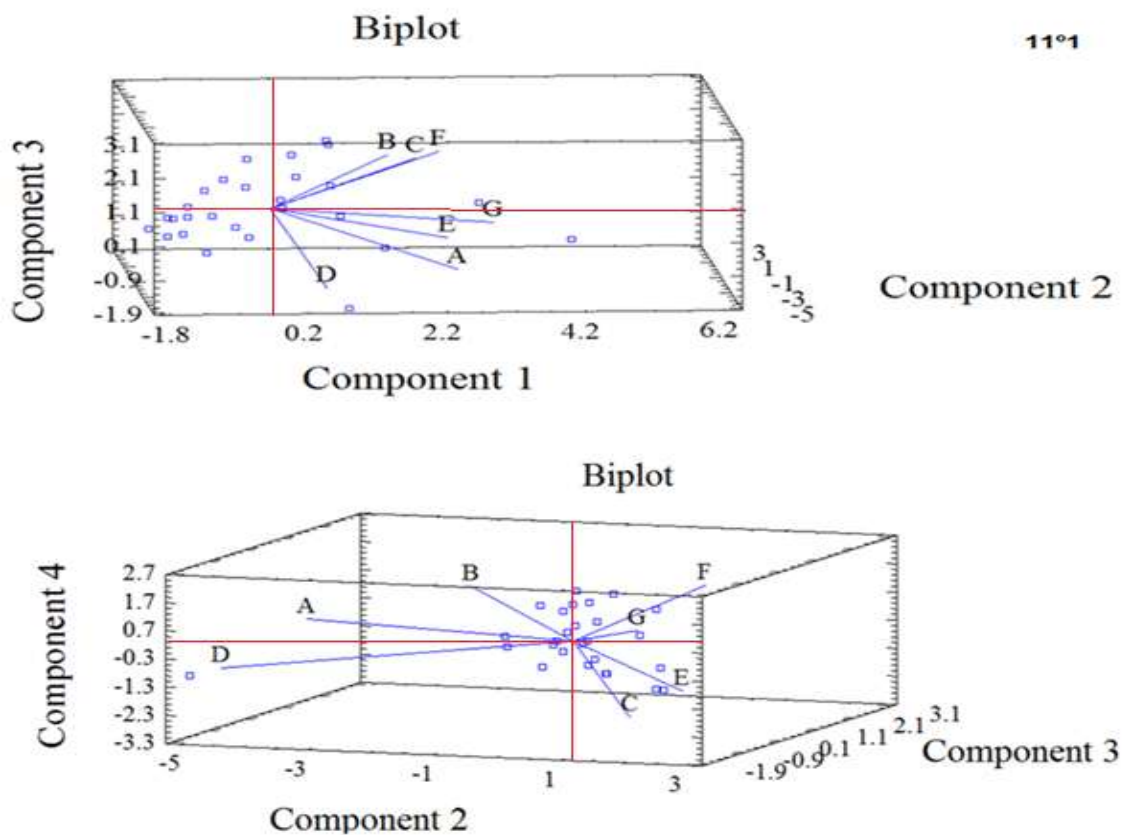 Biplot
11º1
Component 3
3.1
2.1
1.1
0.1
-0.9
-1.9
B
C
F
G
E
A
D
-1.8
0.2
2.2
4.2
6.2
3
1
-1
-3
-5
Component 2
Component 1
Biplot
Component 4
2.7
1.7
0.7
-0.3
-1.3
-2.3
-3.3
B
F
A
G
D
E
C
-5
-3
-1
1
3
-1.9
-0.9
0.1
1.1
2.1
3.1
Component 3
Component 2